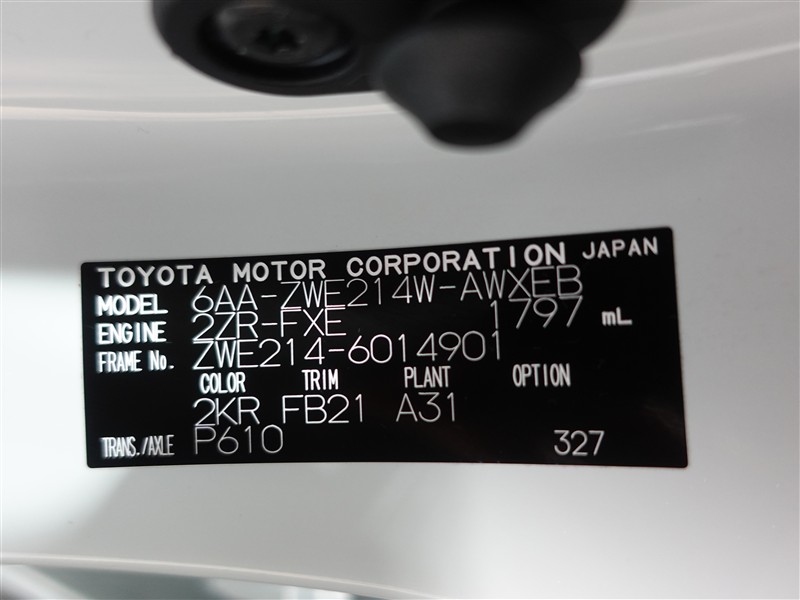 TOYOTA MOTOR CORPORATION JAPAN
MODEL 6AA-ZWE214W-AWXEB
ENGINE 2ZR-FXE 1797 mL
FRAME No. ZWE214-6014901
COLOR TRIM PLANT OPTION
2KR FB21 A31
TRANS./AXLE P610 327